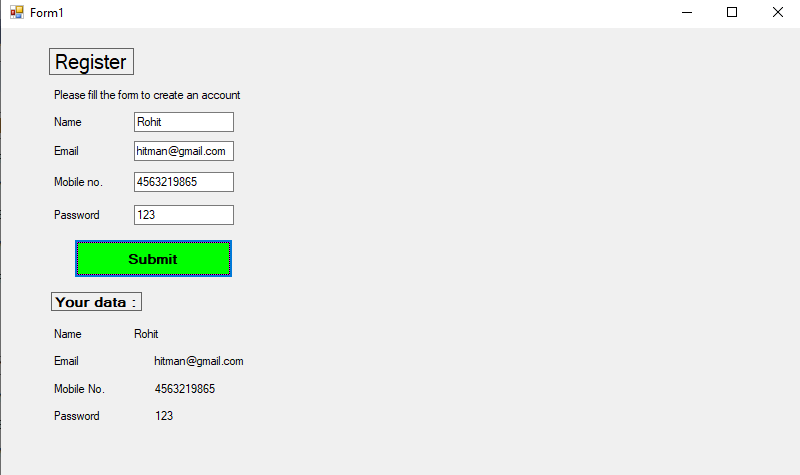 Form1
Register
Please fill the form to create an account
Name Rohit
Email hitman@gmail.com
Mobile no. 4563219865
Password 123
Submit
Your data :
Name Rohit
Email hitman@gmail.com
Mobile No. 4563219865
Password 123